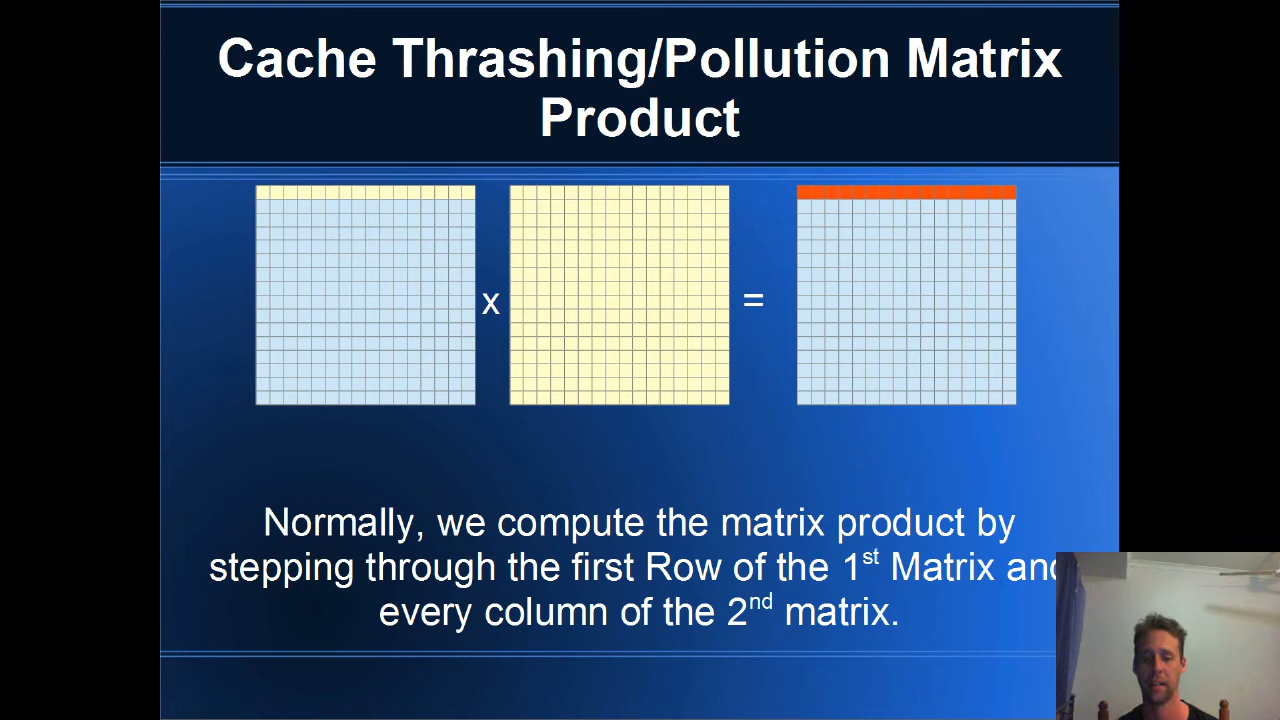 Cache Thrashing/Pollution Matrix
Product
x
=
Normally, we compute the matrix product by
stepping through the first Row of the 1st Matrix and
every column of the 2nd matrix.